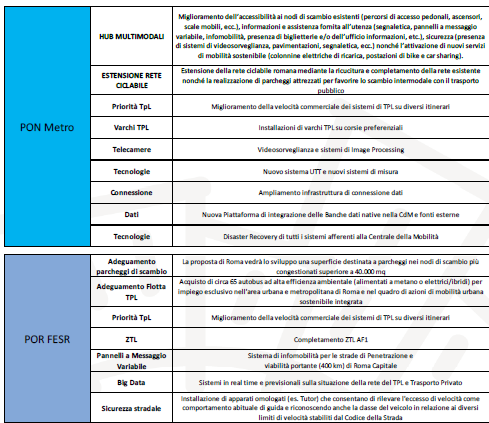 PON Metro
HUB MULTIMODALI
Miglioramento dell'accessibilità ai nodi di scambio esistenti (percorsi di accesso pedonali, ascensori,
scale mobili, ecc.), informazioni e assistenza fornita all'utenza (segnaletica, pannelli a messaggio
variabile, infomobilità, presenza di biglietterie e/o dell'ufficio informazioni, etc.), sicurezza (presenza
di sistemi di videosorveglianza, pavimentazioni, segnaletica, ecc.) nonché l'attivazione di nuovi servizi
di mobilità sostenibile (colonnine elettriche di ricarica, postazioni di bike e car sharing).
ESTENSIONE RETE
CICLABILE
Estensione della rete ciclabile romana mediante la ricucitura e completamento della rete esistente
nonché la realizzazione di parcheggi attrezzati per favorire lo scambio intermodale con il trasporto
pubblico
Priorità TpL
Miglioramento della velocità commerciale dei sistemi di TPL su diversi itinerari
Varchi TPL
Installazioni di varchi TPL su corsie preferenziali
Telecamere
Videosorveglianza e sistemi di Image Processing
Tecnologie
Nuovo sistema UTT e nuovi sistemi di misura
Connessione
Ampliamento infrastruttura di connessione dati
Dati
Nuova Piattaforma di integrazione delle Banche dati native nella CdM e fonti esterne
Tecnologie
Disaster Recovery di tutti i sistemi afferenti alla Centrale della Mobilità
POR FESR
Adeguamento
parcheggi di scambio
La proposta di Roma vedrà lo sviluppo una superficie destinata a parcheggi nei nodi di scambio più
congestionati superiore a 40.000 mq
Adeguamento Flotta
TPL
Acquisto di circa 65 autobus ad alta efficienza ambientale (alimentati a metano o elettrici/ibridi) per
impiego esclusivo nell'area urbana e metropolitana di Roma e nel quadro di azioni di mobilità urbana
sostenibile integrata
Priorità TpL
Miglioramento della velocità commerciale dei sistemi di TPL su diversi itinerari
ZTL
Completamento ZTL AF1
Pannelli a Messaggio
Variabile
Sistema di infomobilità per le strade di Penetrazione e
viabilità portante (400 km) di Roma Capitale
Big Data
Sistemi in real time e previsionali sulla situazione della rete del TPL e Trasporto Privato
Sicurezza stradale
Installazione di apparati omologati (es. Tutor) che consentano di rilevare l'eccesso di velocità come
comportamento abituale di guida e riconoscendo anche la classe del veicolo in relazione ai diversi
limiti di velocità stabiliti dal Codice della Strada